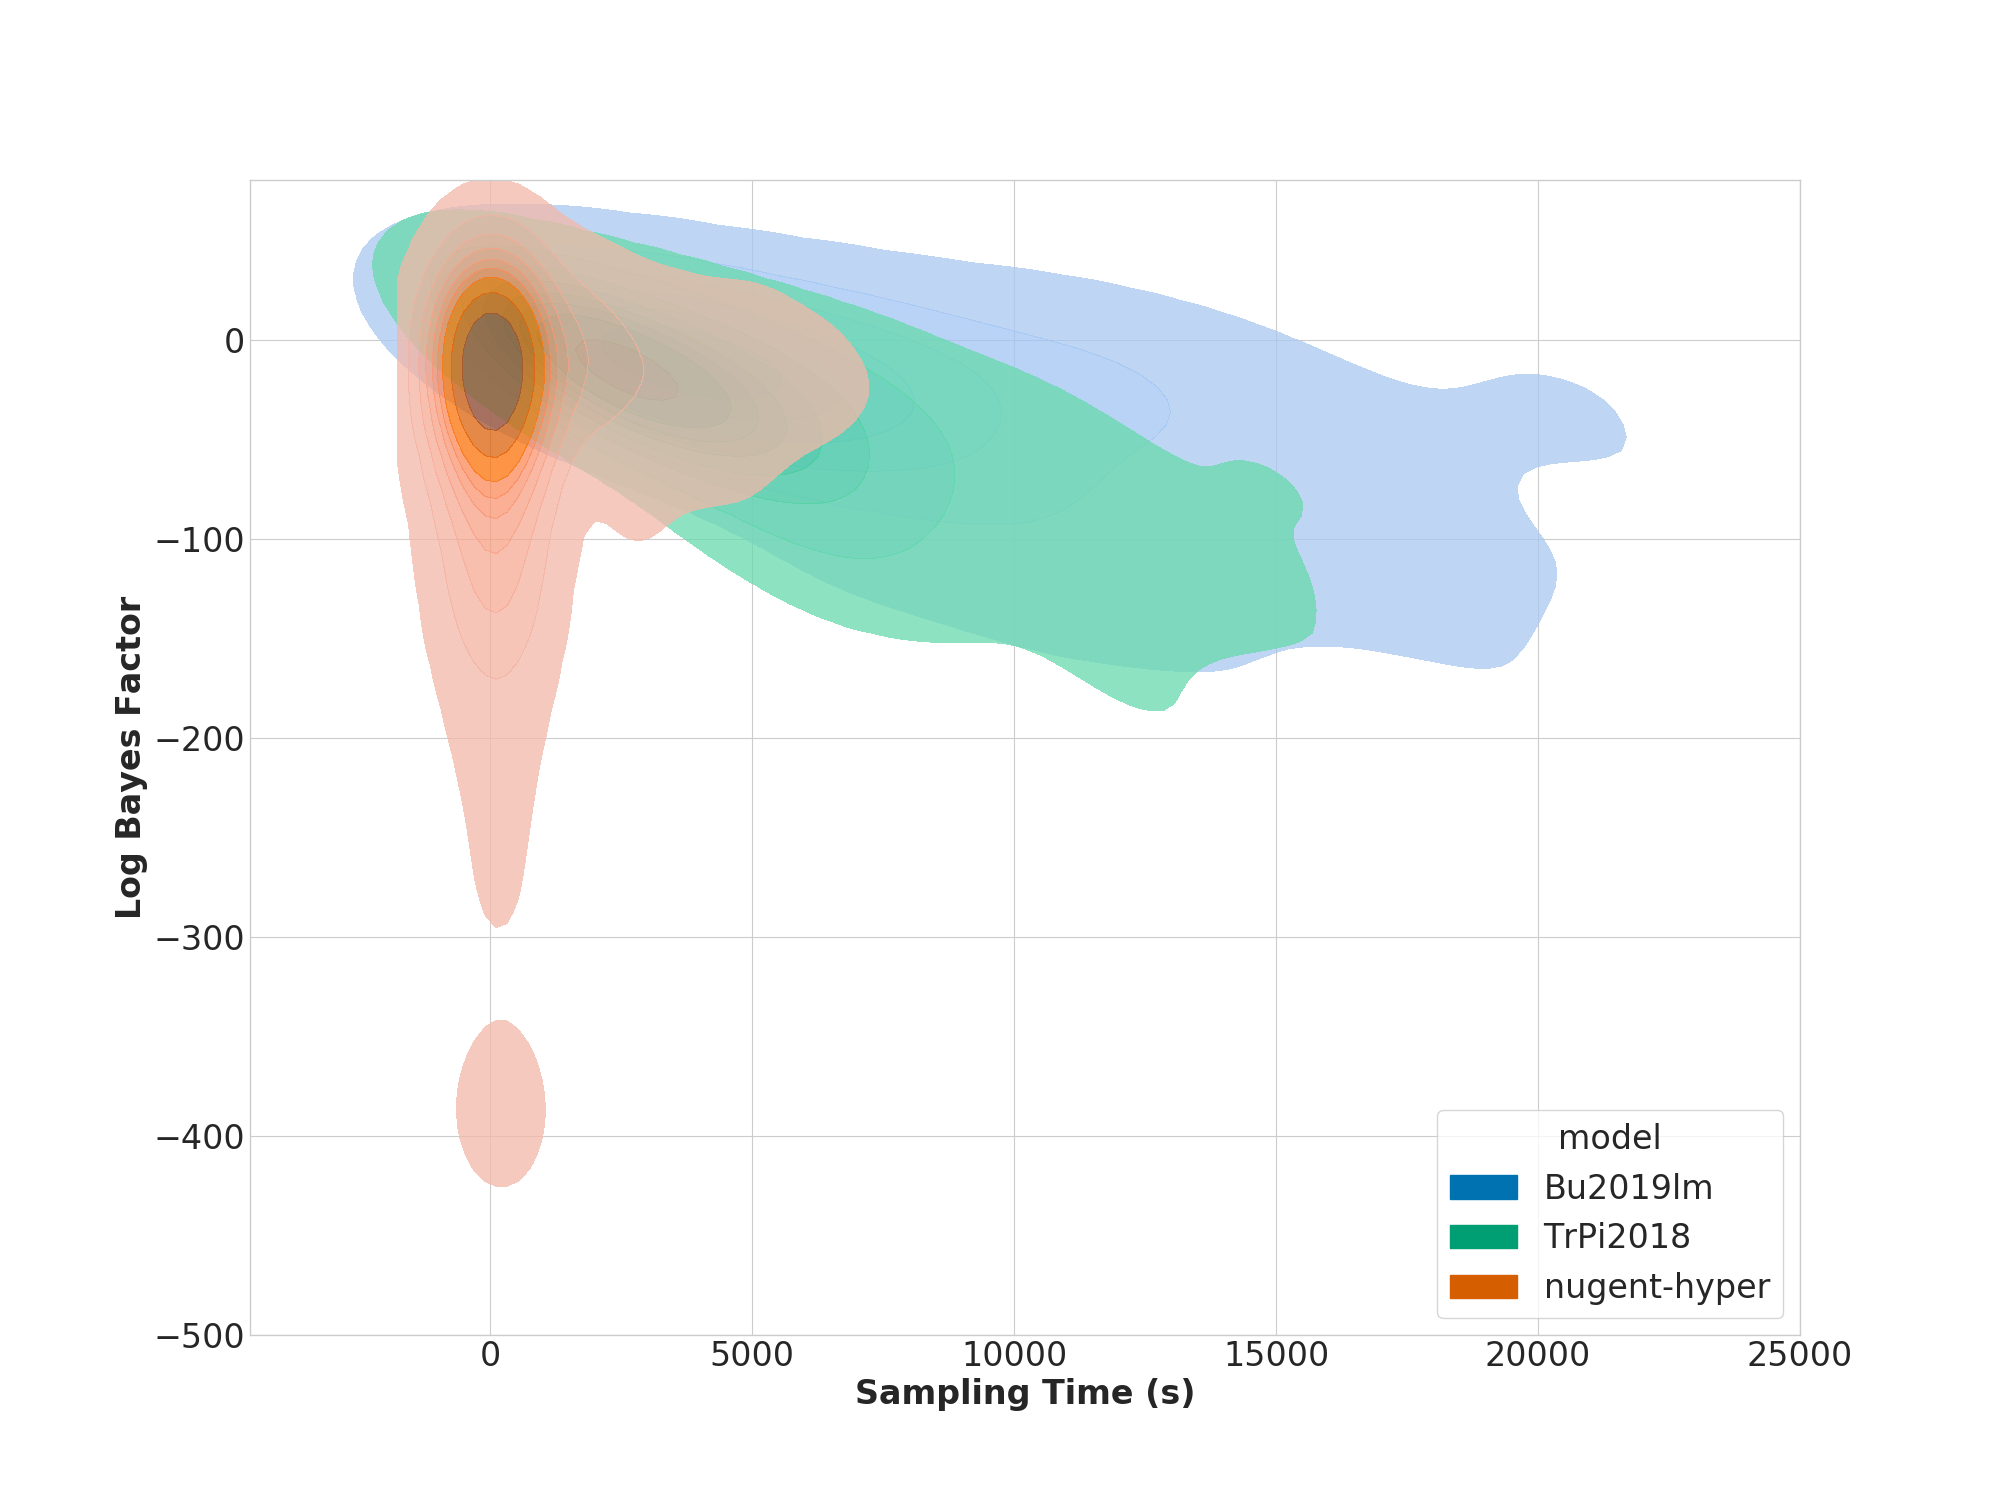 0
−100
−200
−300
−400
−500
Log Bayes Factor
0 5000 10000 15000 20000 25000
Sampling Time (s)
model
Bu2019lm
TrPi2018
nugent-hyper